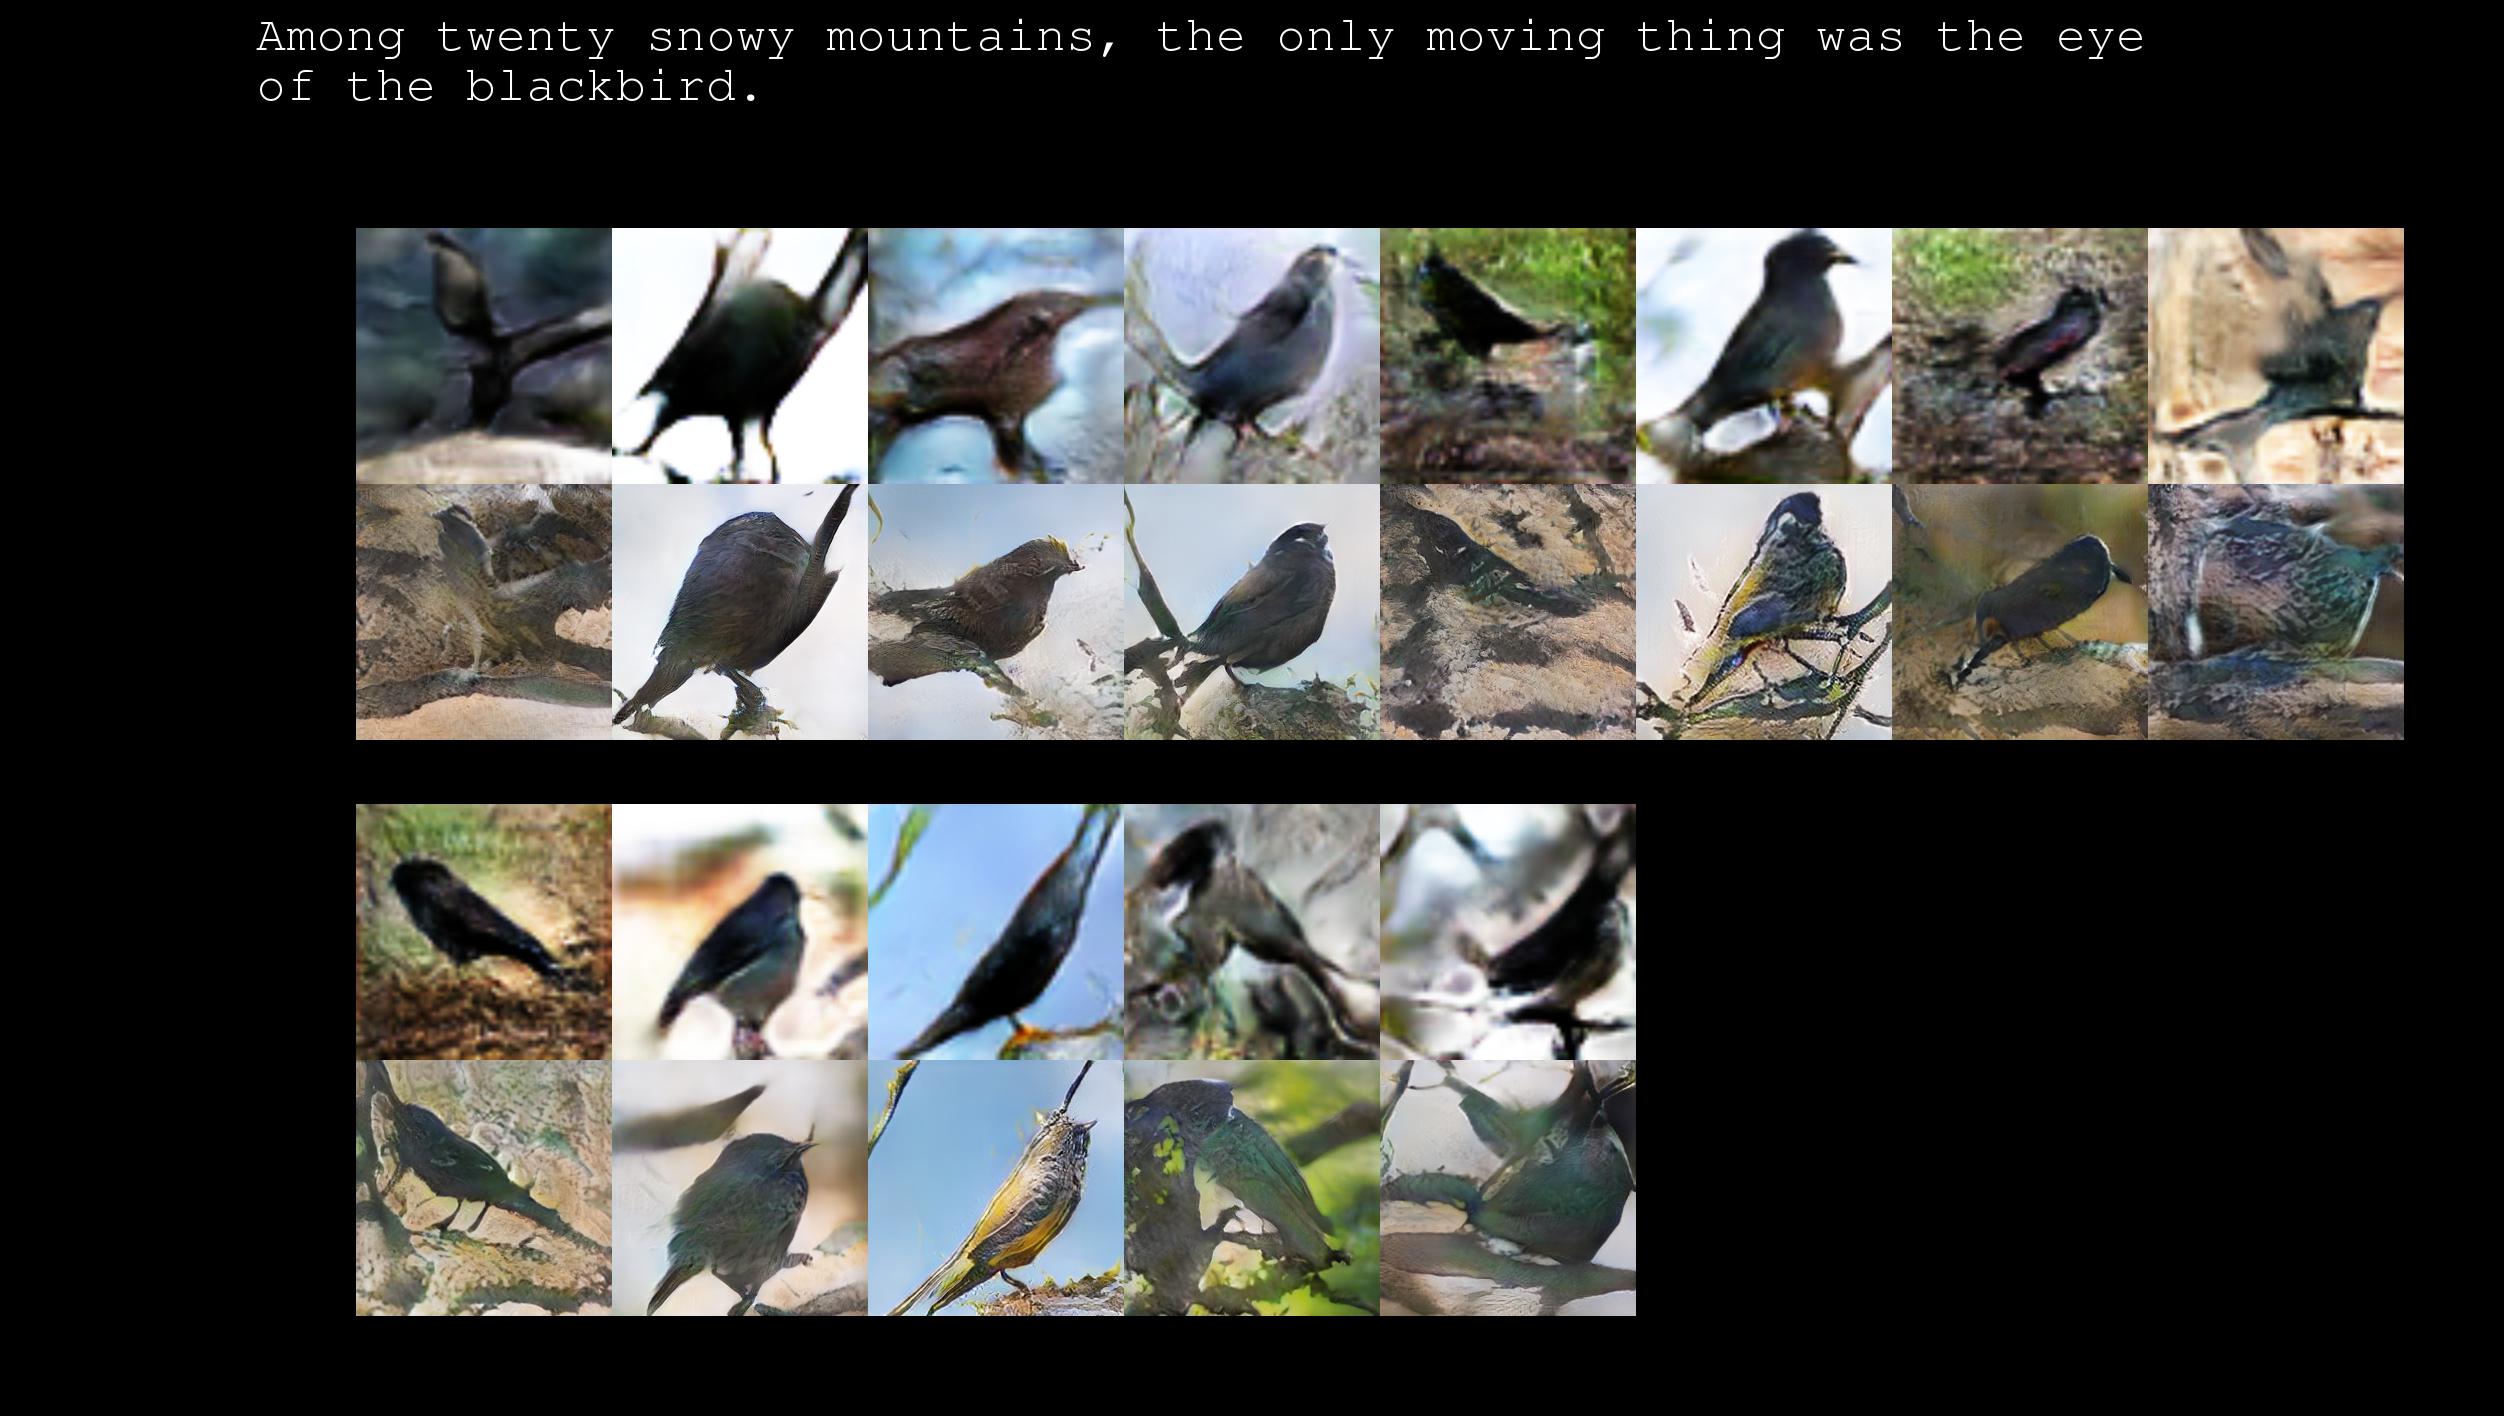 Among twenty snowy mountains, the only moving thing was the eye
of the blackbird.